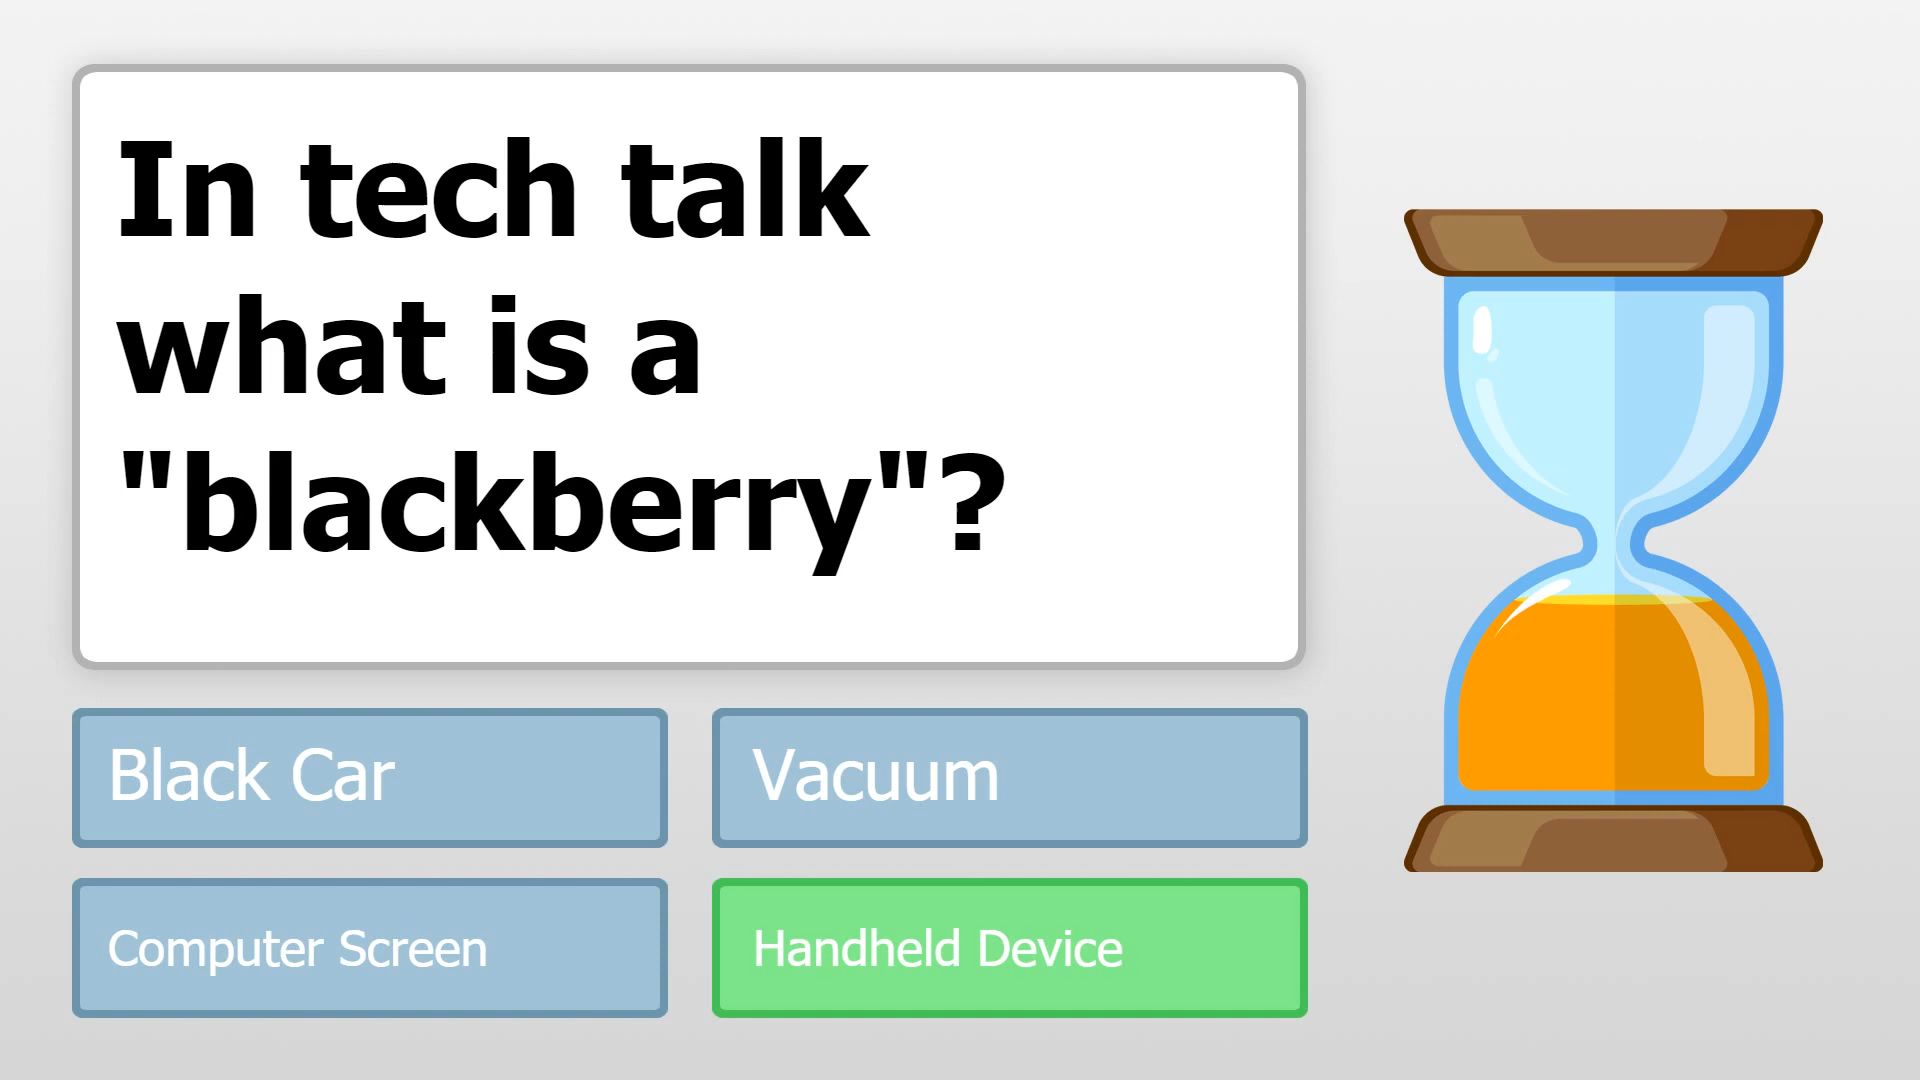 In tech talk
what is a
"blackberry"?
Black Car
Vacuum
Computer Screen
Handheld Device